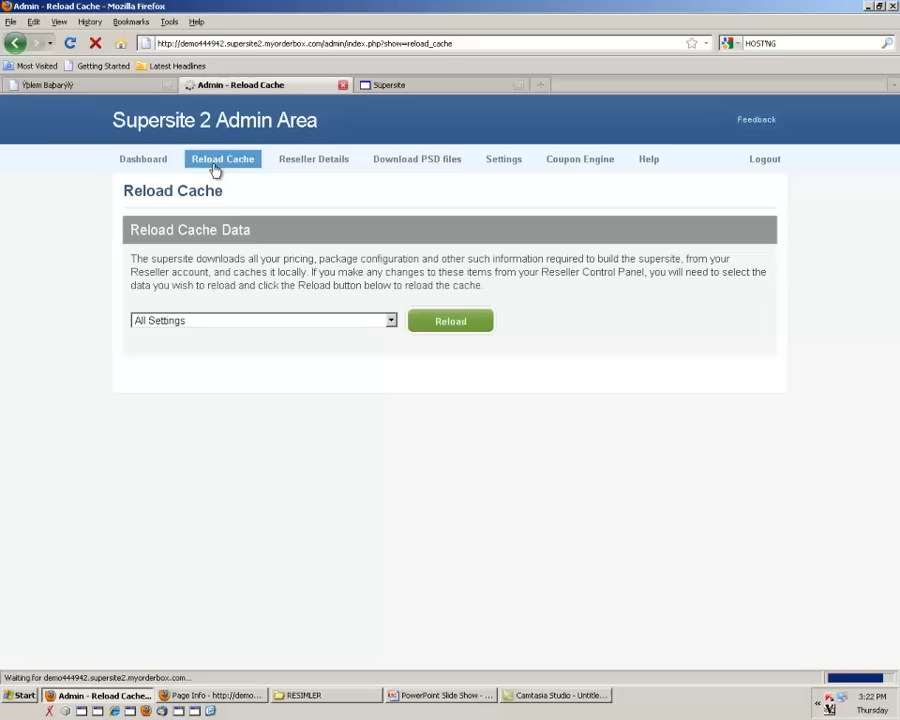 Admin - Reload Cache - Mozilla Firefox
File Edit View History Bookmarks Tools Help
http://demo444942.supersite2.myorderbox.com/admin/index.php?show=reload_cache
HOSTNG
Most Visited Getting Started Latest Headlines
Admin - Reload Cache Supersite
Supersite 2 Admin Area
Feedback
Dashboard Reload Cache Reseller Details Download PSD files Settings Coupon Engine Help Logout
Reload Cache
Reload Cache Data
The supersite downloads all your pricing, package configuration and other such information required to build the supersite, from your
Reseller account, and caches it locally. If you make any changes to these items from your Reseller Control Panel, you will need to select the
data you wish to reload and click the Reload button below to reload the cache.
All Settings Reload
Waiting for demo444942.supersite2.myorderbox.com...
Start Admin - Reload Cache... Page Info - http://demo... RESIMLER PowerPoint Slide Show - ... Camtasia Studio - Untitle...
3:22 PM
Thursday